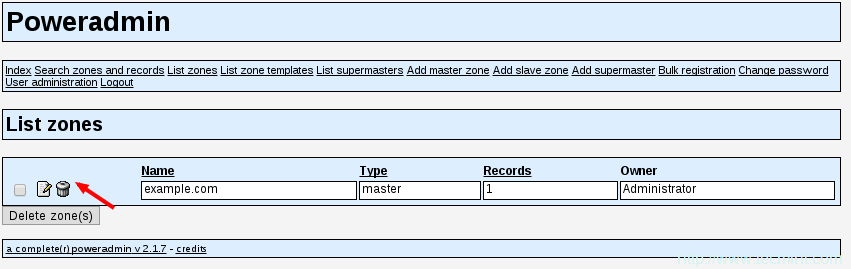 Poweradmin
Index Search zones and records List zones List zone templates List supermasters Add master zone Add slave zone Add supermaster Bulk registration Change password
User administration Logout
List zones
Name Type Records Owner
example.com master 1 Administrator
Delete zone(s)
a complete(r) poweradmin v 2.1.7 - credits